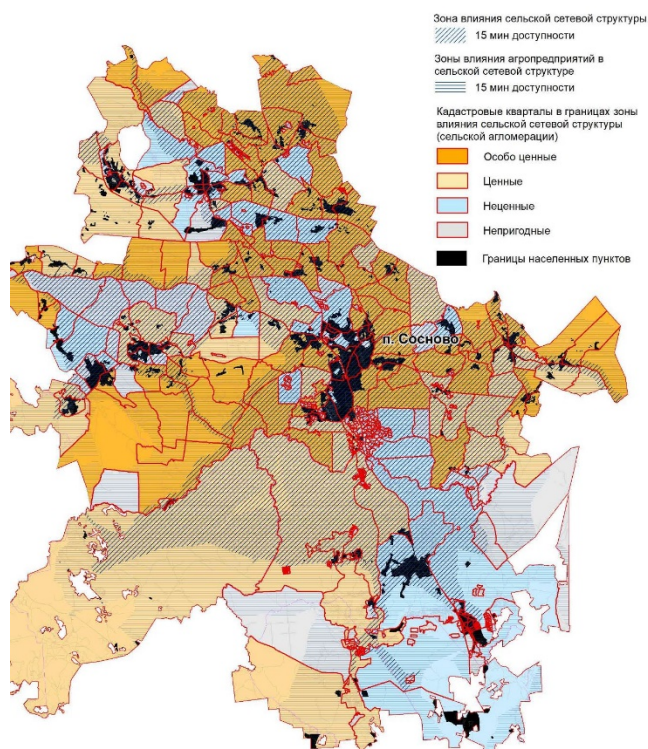 Зона влияния сельской сетевой структуры
15 мин доступности
Зоны влияния агропредприятий в
сельской сетевой структуре
15 мин доступности
Кадастровые кварталы в границах зоны
влияния сельской сетевой структуры
(сельской агломерации)
Особо ценные
Ценные
Неценные
Непригодные
Границы населенных пунктов
п. Сосново